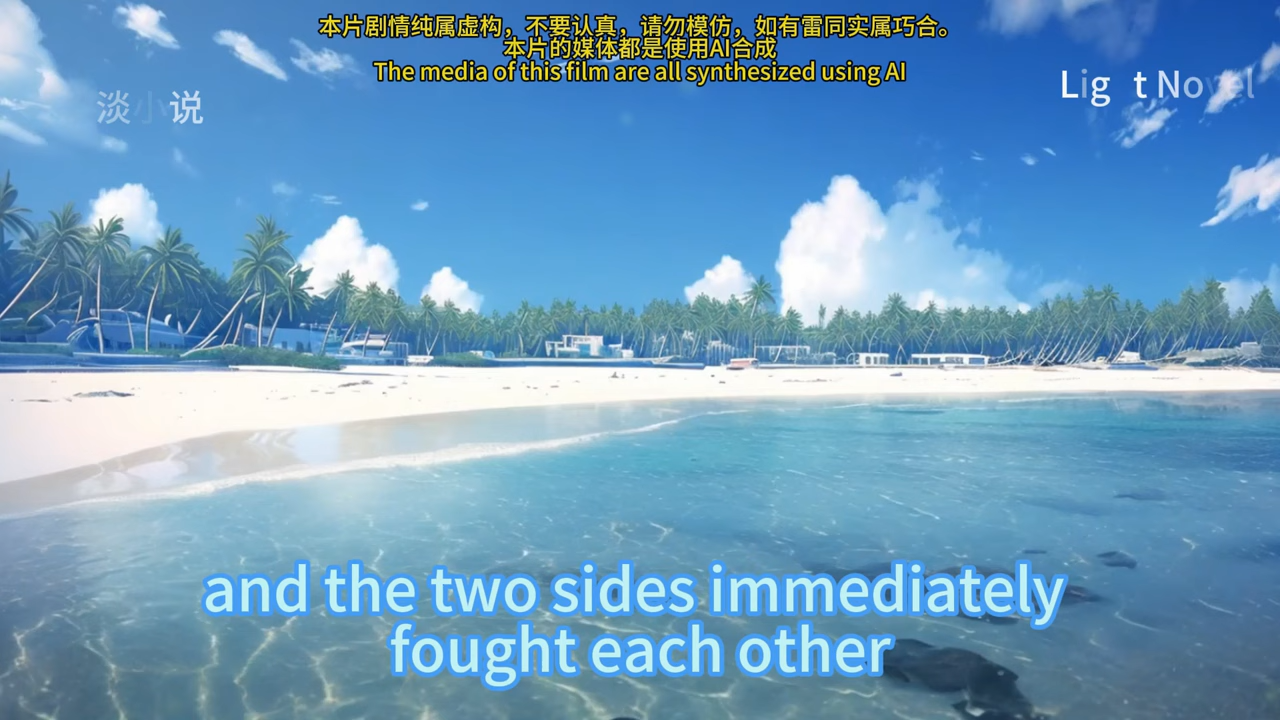 本片剧情纯属虚构，不要认真，请勿模仿，如有雷同实属巧合。
本片的媒体都是使用AI合成
The media of this film are all synthesized using AI
淡小说
Lig t Novel
and the two sides immediately
fought each other